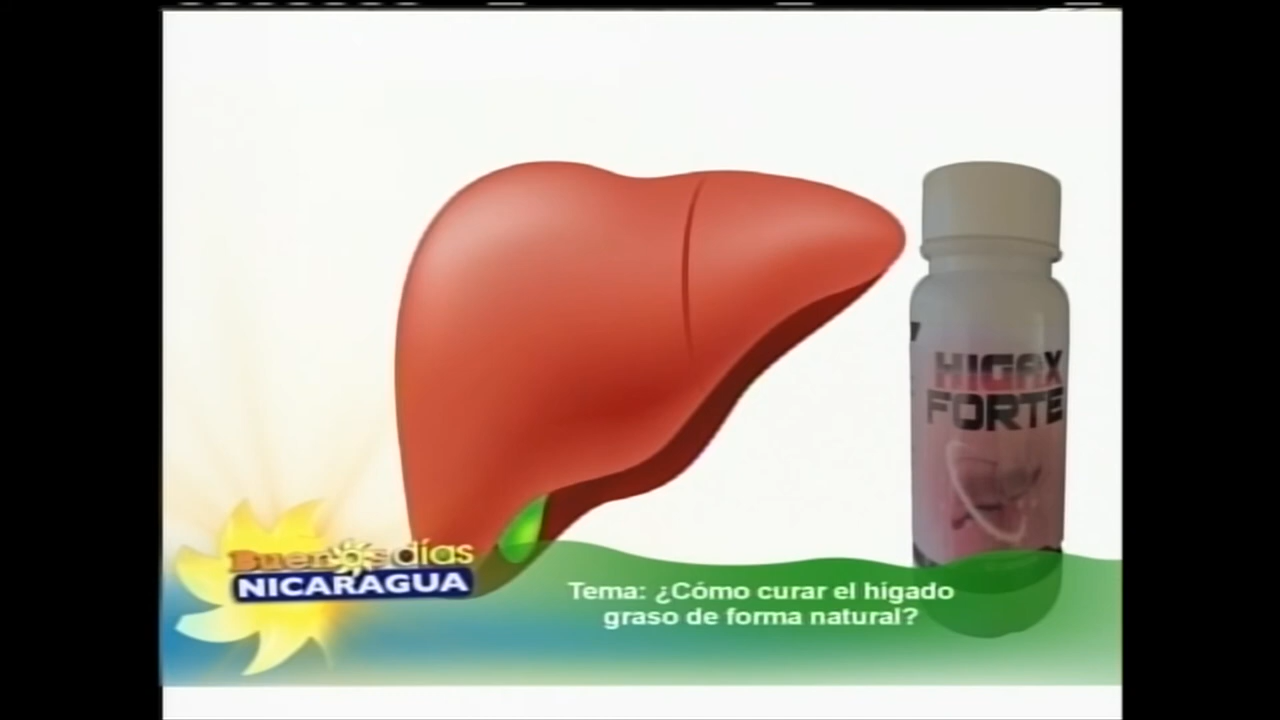 HIGAX
FORTE
Buenos días
NICARAGUA
Tema: ¿Cómo curar el hígado
graso de forma natural?